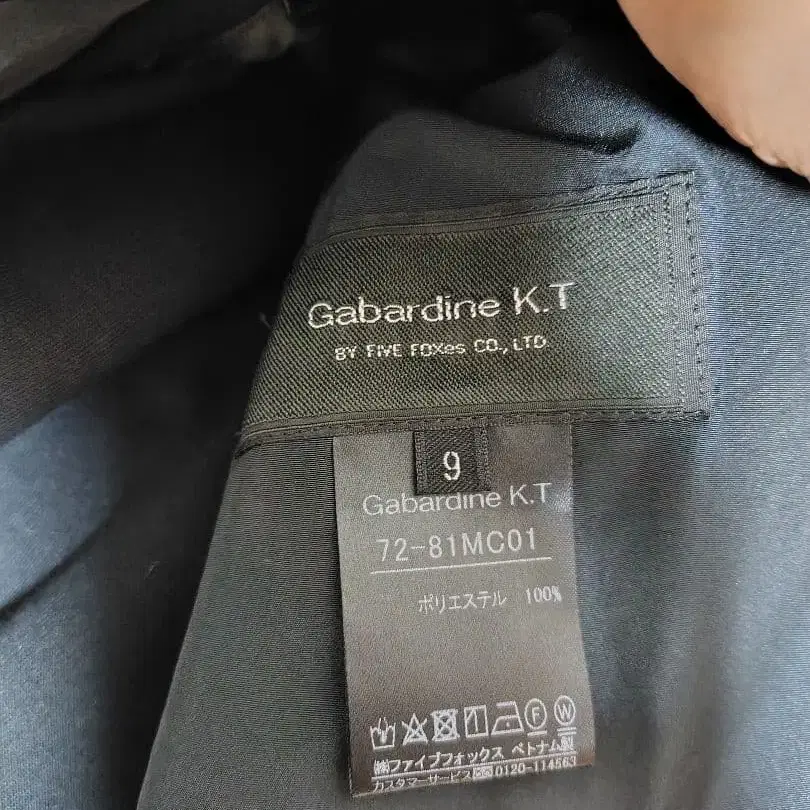 Gabardine K.T
BY FIVE FOXes CO., LTD
9
Gabardine K.T
72-81MC01
ポリエステル 100%
F W
㈱ファイブフォックス ベトナム製
カスタマーサービス 0120-114563